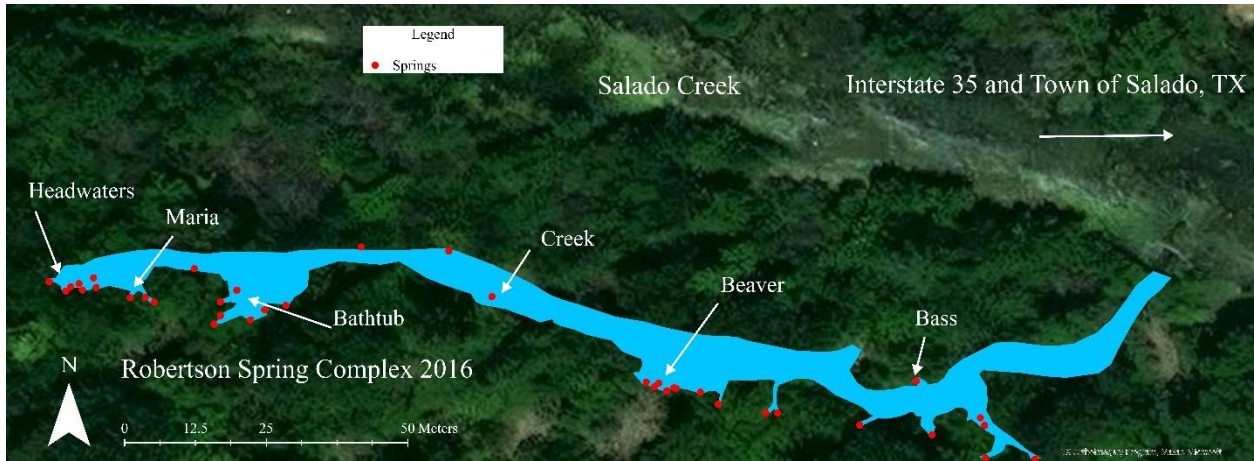 Legend
Springs
Salado Creek
Interstate 35 and Town of Salado, TX
Headwaters
Maria
Creek
Beaver
Bathtub
Bass
Robertson Spring Complex 2016
N
0 12.5 25 50 Meters